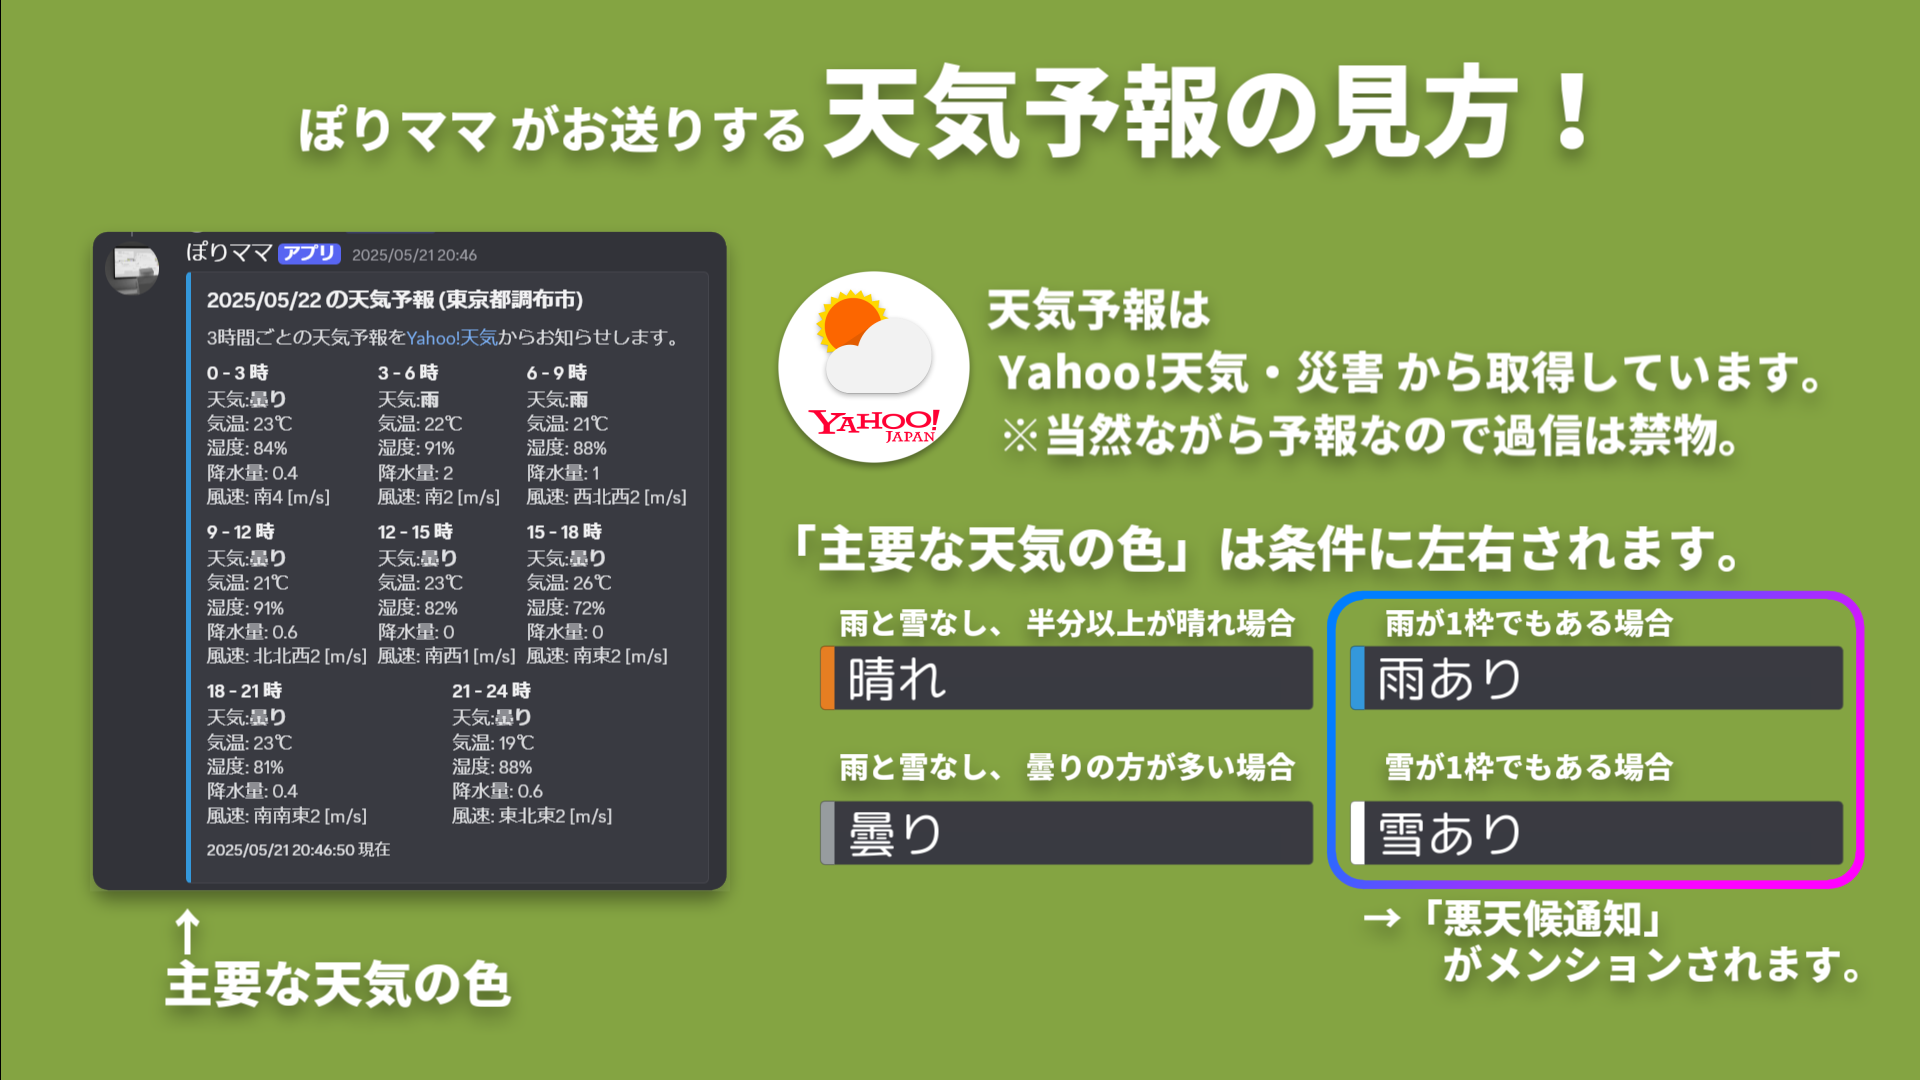 ぽりママ がお送りする 天気予報の見方！
ぽりママ アプリ 2025/05/21 20:46
2025/05/22 の天気予報 (東京都調布市)
3時間ごとの天気予報をYahoo!天気からお知らせします。
0 - 3 時
天気:曇り
気温: 23℃
湿度: 84%
降水量: 0.4
風速: 南4 [m/s]
3 - 6 時
天気:雨
気温: 22℃
湿度: 91%
降水量: 2
風速: 南2 [m/s]
6 - 9 時
天気:雨
気温: 21℃
湿度: 88%
降水量: 1
風速: 西北西2 [m/s]
9 - 12 時
天気:曇り
気温: 21℃
湿度: 91%
降水量: 0.6
風速: 北北西2 [m/s]
12 - 15 時
天気:曇り
気温: 23℃
湿度: 82%
降水量: 0
風速: 南西1 [m/s]
15 - 18 時
天気:曇り
気温: 26℃
湿度: 72%
降水量: 0
風速: 南東2 [m/s]
18 - 21 時
天気:曇り
気温: 23℃
湿度: 81%
降水量: 0.4
風速: 南南東2 [m/s]
21 - 24 時
天気:曇り
気温: 19℃
湿度: 88%
降水量: 0.6
風速: 東北東2 [m/s]
2025/05/21 20:46:50 現在
↑
主要な天気の色
YAHOO!
JAPAN
天気予報は
Yahoo!天気・災害 から取得しています。
※当然ながら予報なので過信は禁物。
「主要な天気の色」は条件に左右されます。
雨と雪なし、 半分以上が晴れ場合
晴れ
雨が1枠でもある場合
雨あり
雨と雪なし、 曇りの方が多い場合
曇り
雪が1枠でもある場合
雪あり
→「悪天候通知」
がメンションされます。